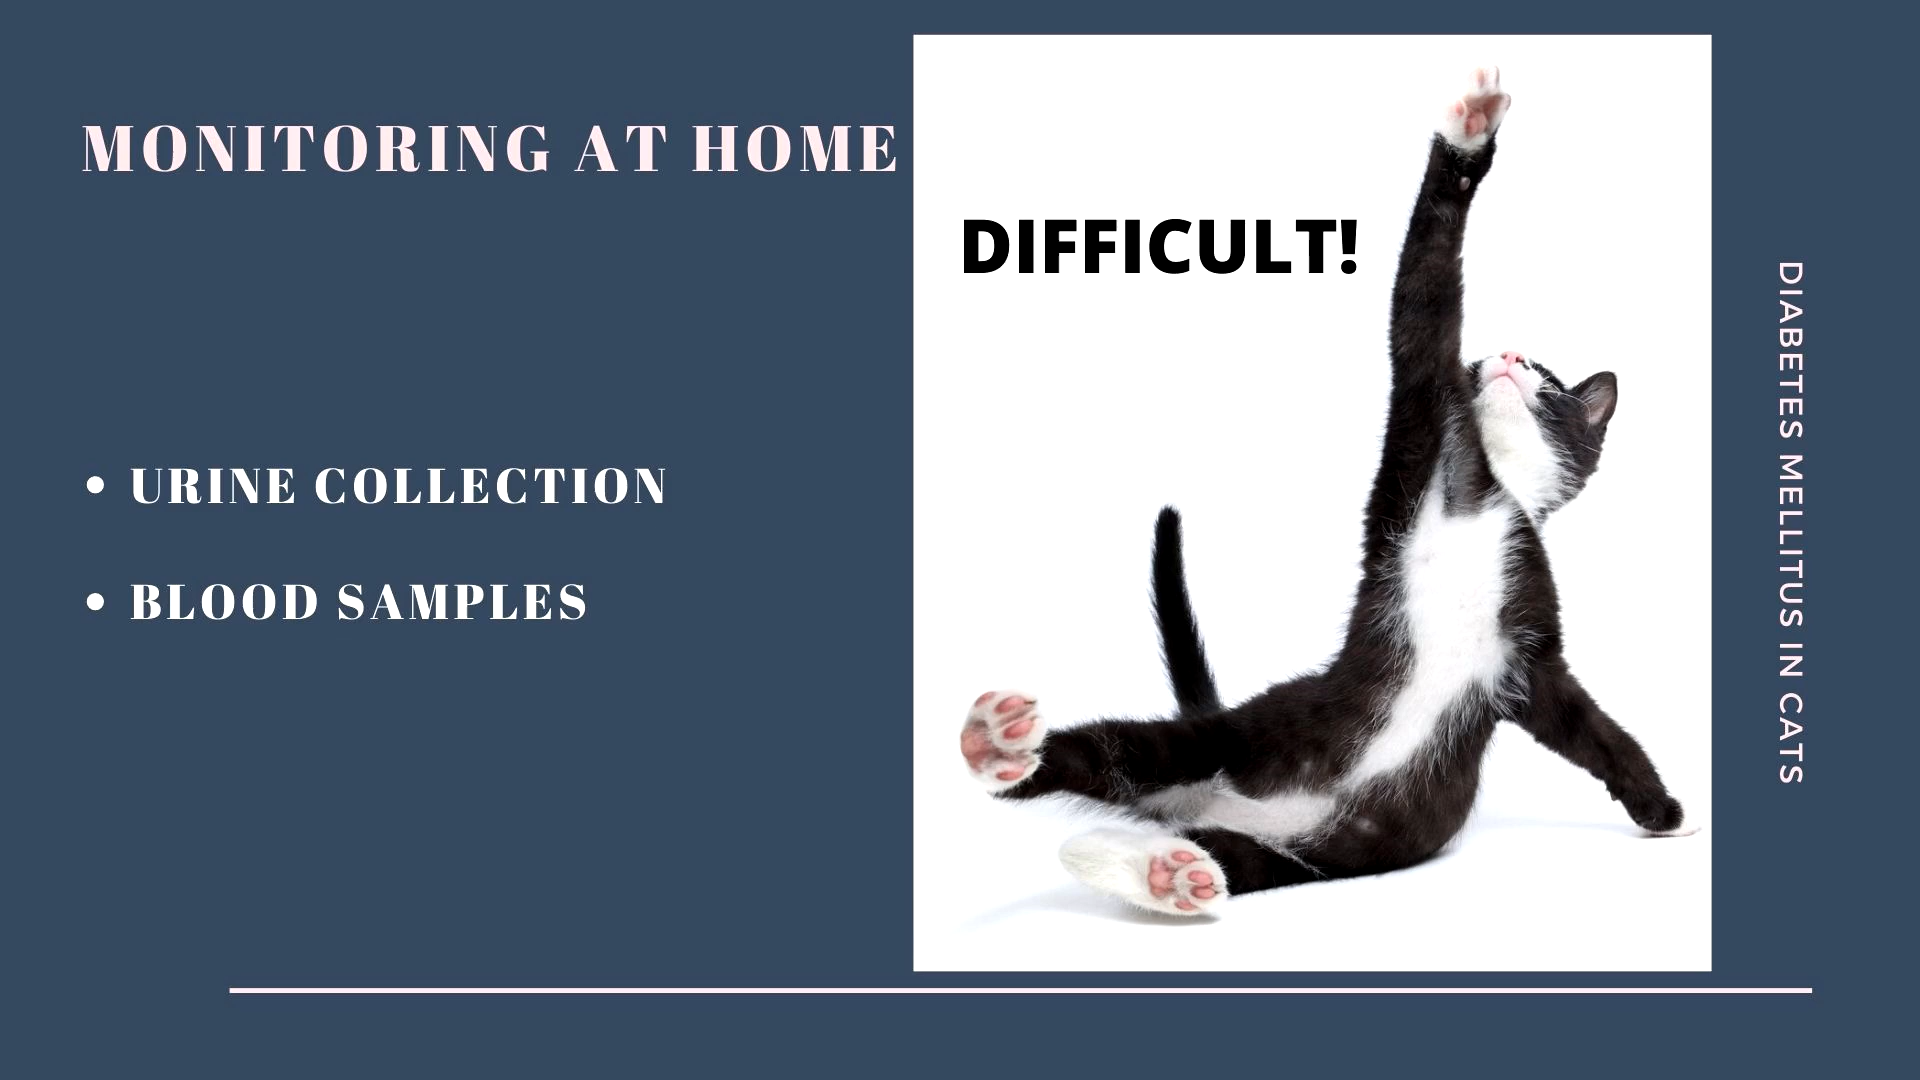 MONITORING AT HOME
DIFFICULT!
• URINE COLLECTION
• BLOOD SAMPLES
DIABETES MELLITUS IN CATS